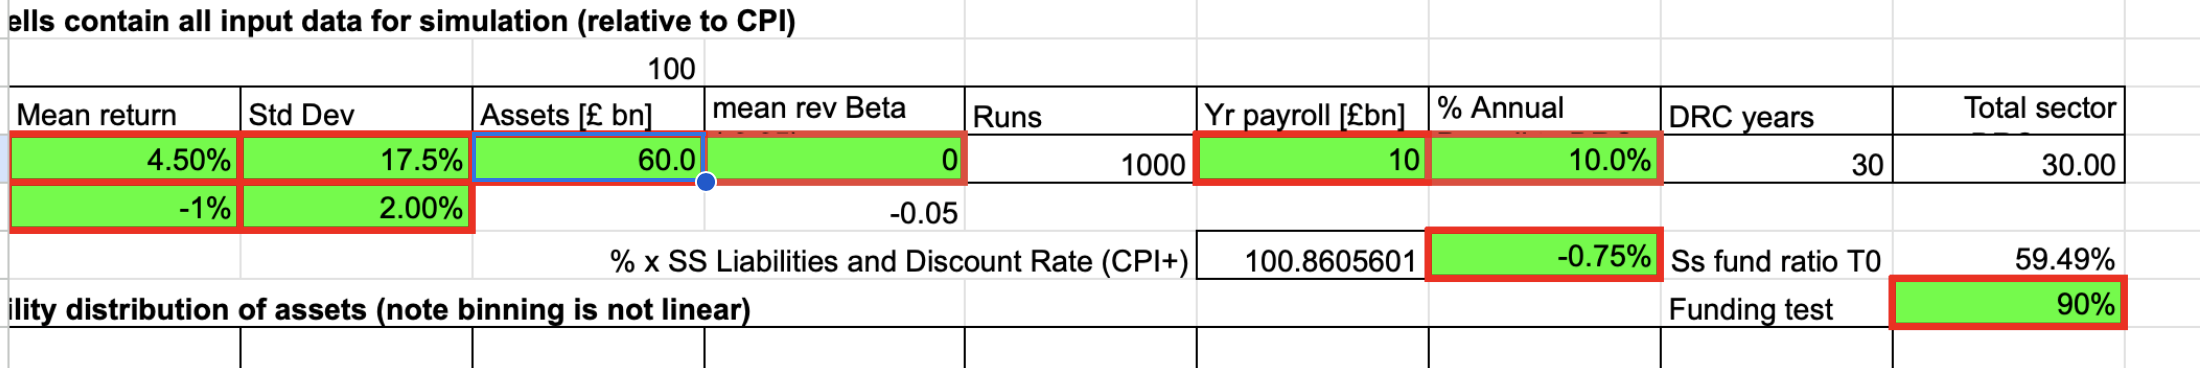 ells contain all input data for simulation (relative to CPI)
100
Mean return Std Dev Assets [£ bn] mean rev Beta Runs Yr payroll [£bn] % Annual DRC years Total sector
4.50% 17.5% 60.0 0 1000 10 10.0% 30 30.00
-1% 2.00% -0.05
% x SS Liabilities and Discount Rate (CPI+) 100.8605601 -0.75% Ss fund ratio T0 59.49%
ility distribution of assets (note binning is not linear) Funding test 90%